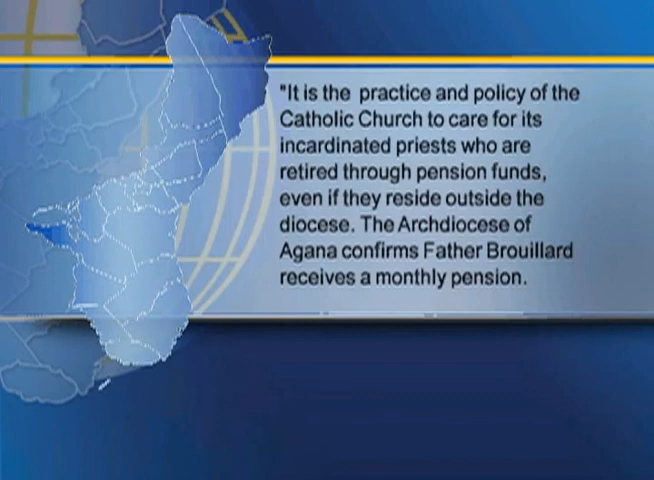 "It is the practice and policy of the
Catholic Church to care for its
incardinated priests who are
retired through pension funds,
even if they reside outside the
diocese. The Archdiocese of
Agana confirms Father Brouillard
receives a monthly pension.